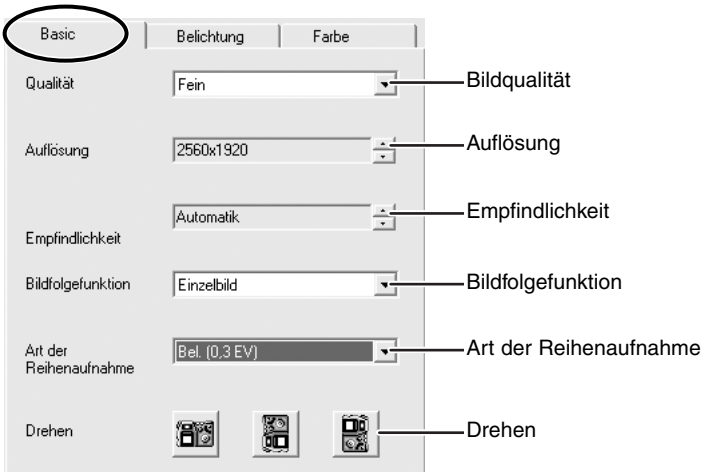 Basic Belichtung Farbe
Qualität Fein Bildqualität
Auflösung 2560x1920 Auflösung
Automatik Empfindlichkeit
Empfindlichkeit
Bildfolgefunktion Einzelbild Bildfolgefunktion
Art der Bel. (0,3 EV) Art der Reihenaufnahme
Reihenaufnahme
Drehen Drehen